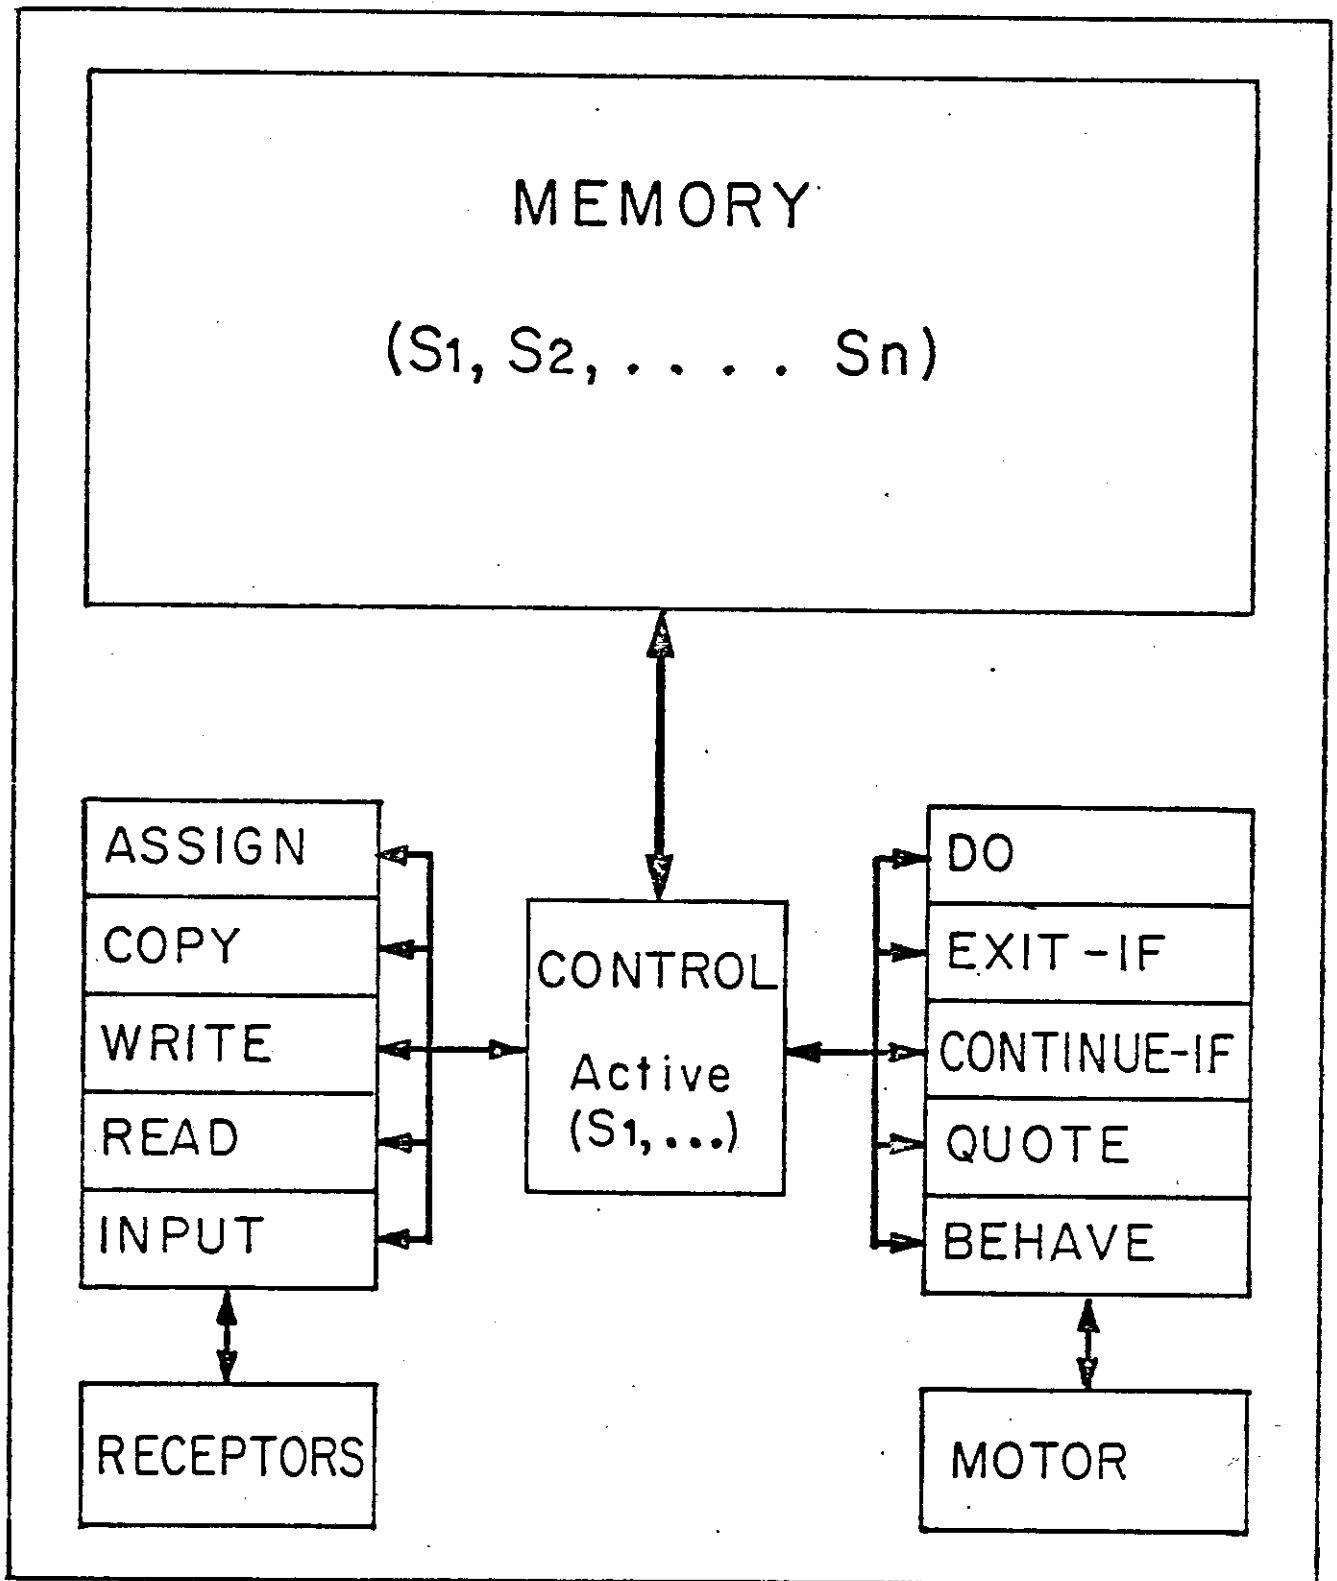 MEMORY
(S1, S2, . . . . Sn)
ASSIGN
COPY
WRITE
READ
INPUT
RECEPTORS
CONTROL
Active
(S1, ...)
DO
EXIT-IF
CONTINUE-IF
QUOTE
BEHAVE
MOTOR